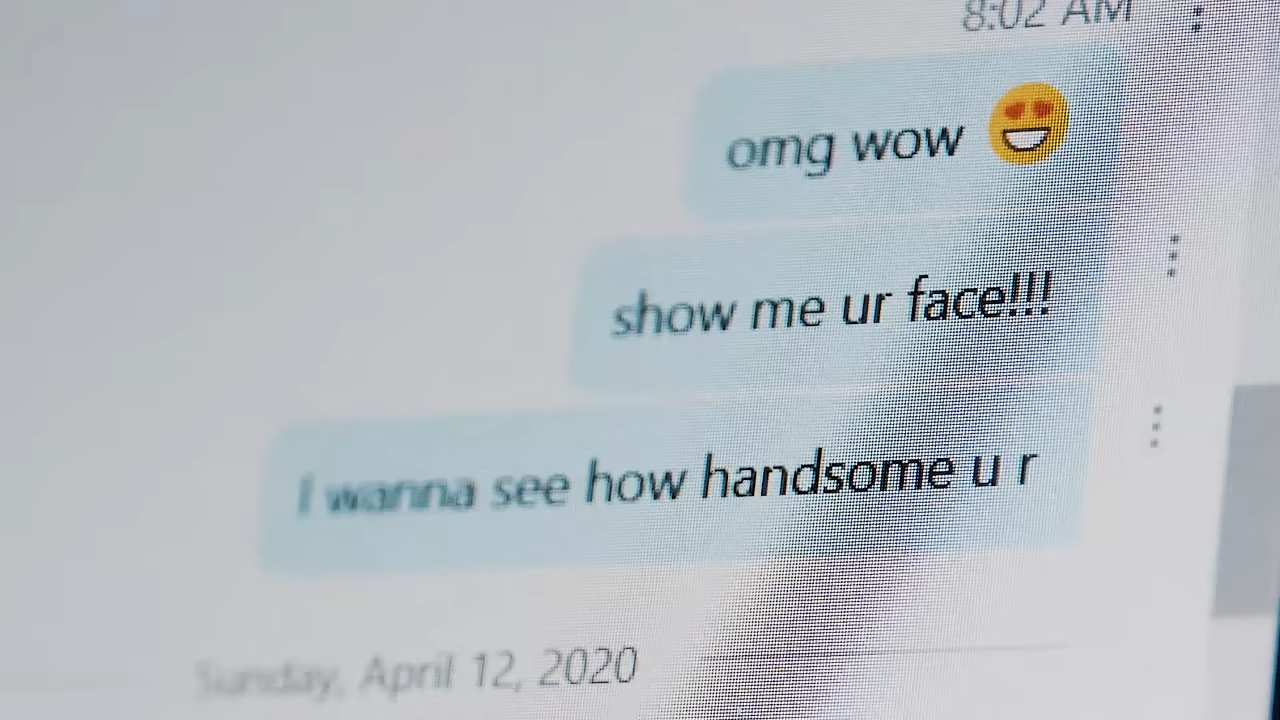 8:02 AM
omg wow 😍
show me ur face!!!
I wanna see how handsome u r
Sunday, April 12, 2020